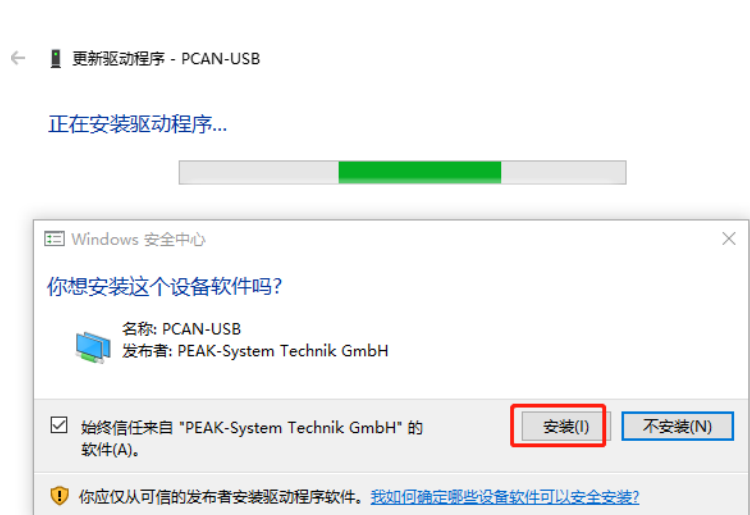 更新驱动程序 - PCAN-USB
正在安装驱动程序...
Windows 安全中心
你想安装这个设备软件吗?
名称: PCAN-USB
发布者: PEAK-System Technik GmbH
始终信任来自 "PEAK-System Technik GmbH" 的
软件(A)。
安装(I)
不安装(N)
你应仅从可信的发布者安装驱动程序软件。我如何确定哪些设备软件可以安全安装?